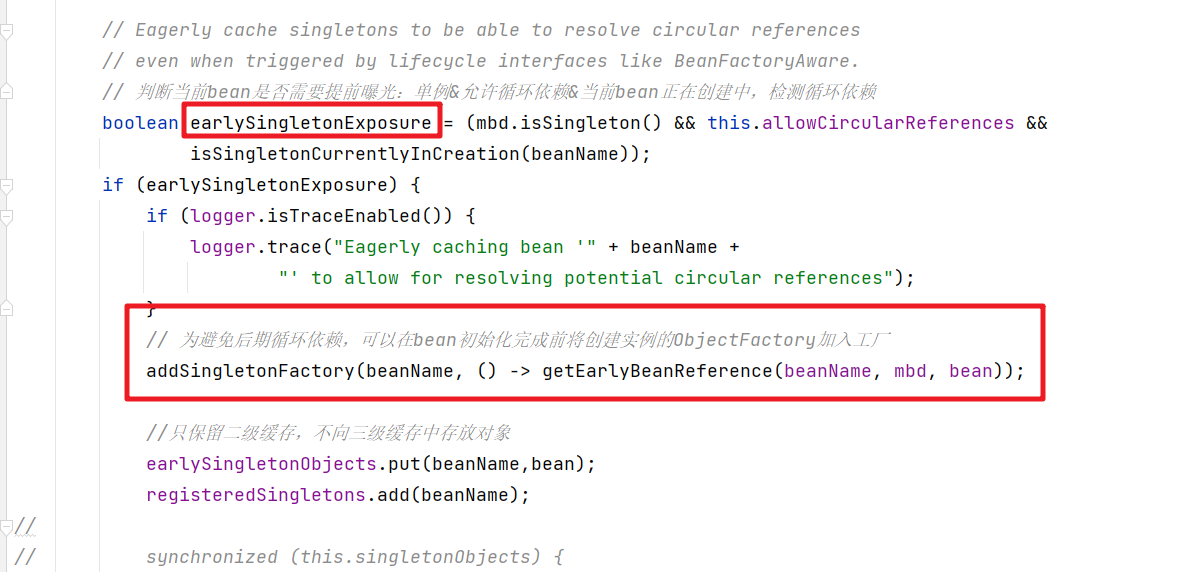 // Eagerly cache singletons to be able to resolve circular references
// even when triggered by lifecycle interfaces like BeanFactoryAware.
// 判断当前bean是否需要提前曝光：单例&允许循环依赖&当前bean正在创建中，检测循环依赖
boolean earlySingletonExposure = (mbd.isSingleton() && this.allowCircularReferences &&
isSingletonCurrentlyInCreation(beanName));
if (earlySingletonExposure) {
if (logger.isTraceEnabled()) {
logger.trace("Eagerly caching bean '" + beanName +
"' to allow for resolving potential circular references");
}
// 为避免后期循环依赖，可以在bean初始化完成前将创建实例的ObjectFactory加入工厂
addSingletonFactory(beanName, () -> getEarlyBeanReference(beanName, mbd, bean));
//只保留二级缓存，不向三级缓存中存放对象
earlySingletonObjects.put(beanName,bean);
registeredSingletons.add(beanName);
//
// synchronized (this.singletonObjects) {